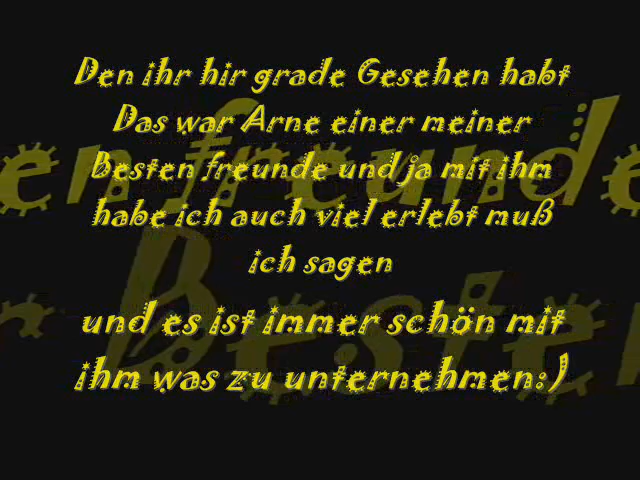 Den ihr hir grade Gesehen habt
Das war Arne einer meiner
Besten freunde und ja mit ihm
habe ich auch viel erlebt muß
ich sagen
und es ist immer schön mit
ihm was zu unternehmen:)